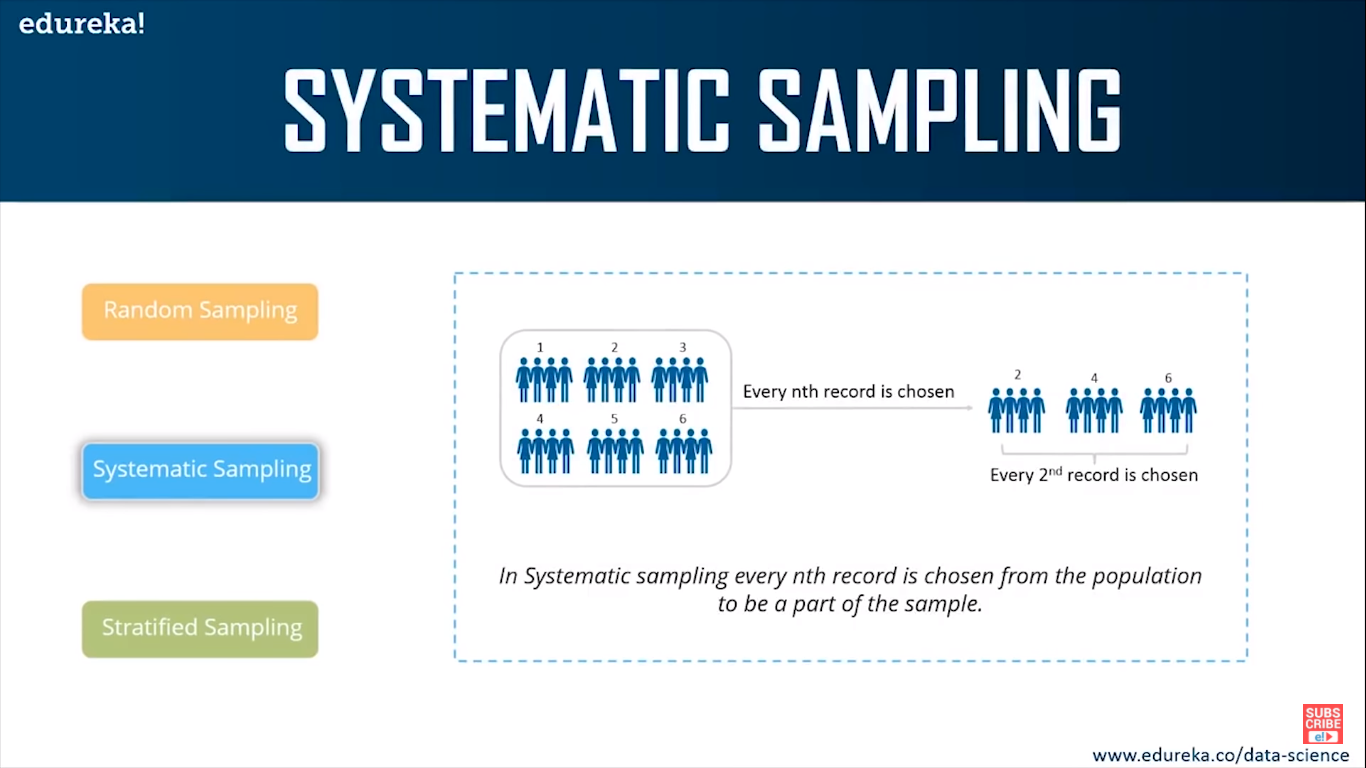 edureka!
SYSTEMATIC SAMPLING
Random Sampling
Systematic Sampling
Stratified Sampling
1 2 3
4 5 6
Every nth record is chosen
2 4 6
Every 2nd record is chosen
In Systematic sampling every nth record is chosen from the population
to be a part of the sample.
SUBS
CRIBE
e!
www.edureka.co/data-science